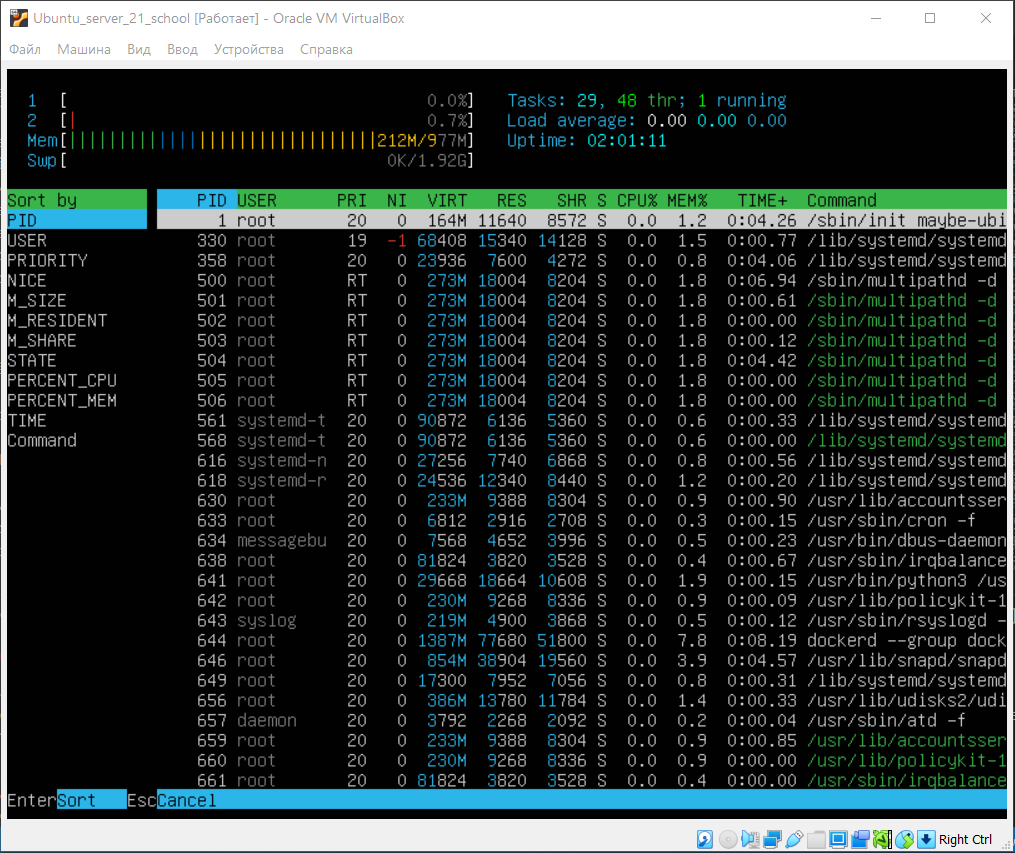 Ubuntu_server_21_school [Работает] - Oracle VM VirtualBox
Файл Машина Вид Ввод Устройства Справка
1 [ 0.0%] Tasks: 29, 48 thr; 1 running
2 [| 0.7%] Load average: 0.00 0.00 0.00
Mem[||||||||||||||||||||||||||||||||212M/977M] Uptime: 02:01:11
Swp[ 0K/1.92G]
Sort by PID USER PRI NI VIRT RES SHR S CPU% MEM% TIME+ Command
PID 1 root 20 0 164M 11640 8572 S 0.0 1.2 0:04.26 /sbin/init maybe-ubi
USER 330 root 19 -1 68408 15340 14128 S 0.0 1.5 0:00.77 /lib/systemd/systemd
PRIORITY 358 root 20 0 23936 7600 4272 S 0.0 0.8 0:04.06 /lib/systemd/systemd
NICE 500 root RT 0 273M 18004 8204 S 0.0 1.8 0:06.94 /sbin/multipathd -d
M_SIZE 501 root RT 0 273M 18004 8204 S 0.0 1.8 0:00.61 /sbin/multipathd -d
M_RESIDENT 502 root RT 0 273M 18004 8204 S 0.0 1.8 0:00.00 /sbin/multipathd -d
M_SHARE 503 root RT 0 273M 18004 8204 S 0.0 1.8 0:00.12 /sbin/multipathd -d
STATE 504 root RT 0 273M 18004 8204 S 0.0 1.8 0:04.42 /sbin/multipathd -d
PERCENT_CPU 505 root RT 0 273M 18004 8204 S 0.0 1.8 0:00.00 /sbin/multipathd -d
PERCENT_MEM 506 root RT 0 273M 18004 8204 S 0.0 1.8 0:00.00 /sbin/multipathd -d
TIME 561 systemd-t 20 0 90872 6136 5360 S 0.0 0.6 0:00.33 /lib/systemd/systemd
Command 568 systemd-t 20 0 90872 6136 5360 S 0.0 0.6 0:00.00 /lib/systemd/systemd
616 systemd-n 20 0 27256 7740 6868 S 0.0 0.8 0:00.56 /lib/systemd/systemd
618 systemd-r 20 0 24536 12340 8440 S 0.0 1.2 0:00.20 /lib/systemd/systemd
630 root 20 0 233M 9388 8304 S 0.0 0.9 0:00.90 /usr/lib/accountsser
633 root 20 0 6812 2916 2708 S 0.0 0.3 0:00.15 /usr/sbin/cron -f
634 messagebu 20 0 7568 4652 3996 S 0.0 0.5 0:00.23 /usr/bin/dbus-daemon
638 root 20 0 81824 3820 3528 S 0.0 0.4 0:00.67 /usr/sbin/irqbalance
641 root 20 0 29668 18664 10608 S 0.0 1.9 0:00.15 /usr/bin/python3 /us
642 root 20 0 230M 9268 8336 S 0.0 0.9 0:00.09 /usr/lib/policykit-1
643 syslog 20 0 219M 4900 3868 S 0.0 0.5 0:00.12 /usr/sbin/rsyslogd -
644 root 20 0 1387M 77680 51800 S 0.0 7.8 0:08.19 dockerd --group dock
646 root 20 0 854M 38904 19560 S 0.0 3.9 0:04.57 /usr/lib/snapd/snapd
649 root 20 0 17300 7952 7056 S 0.0 0.8 0:00.31 /lib/systemd/systemd
656 root 20 0 386M 13780 11784 S 0.0 1.4 0:00.33 /usr/lib/udisks2/udi
657 daemon 20 0 3792 2268 2092 S 0.0 0.2 0:00.04 /usr/sbin/atd -f
659 root 20 0 233M 9388 8304 S 0.0 0.9 0:00.85 /usr/lib/accountsser
660 root 20 0 230M 9268 8336 S 0.0 0.9 0:00.00 /usr/lib/policykit-1
661 root 20 0 81824 3820 3528 S 0.0 0.4 0:00.00 /usr/sbin/irqbalance
EnterSort EscCancel
Right Ctrl